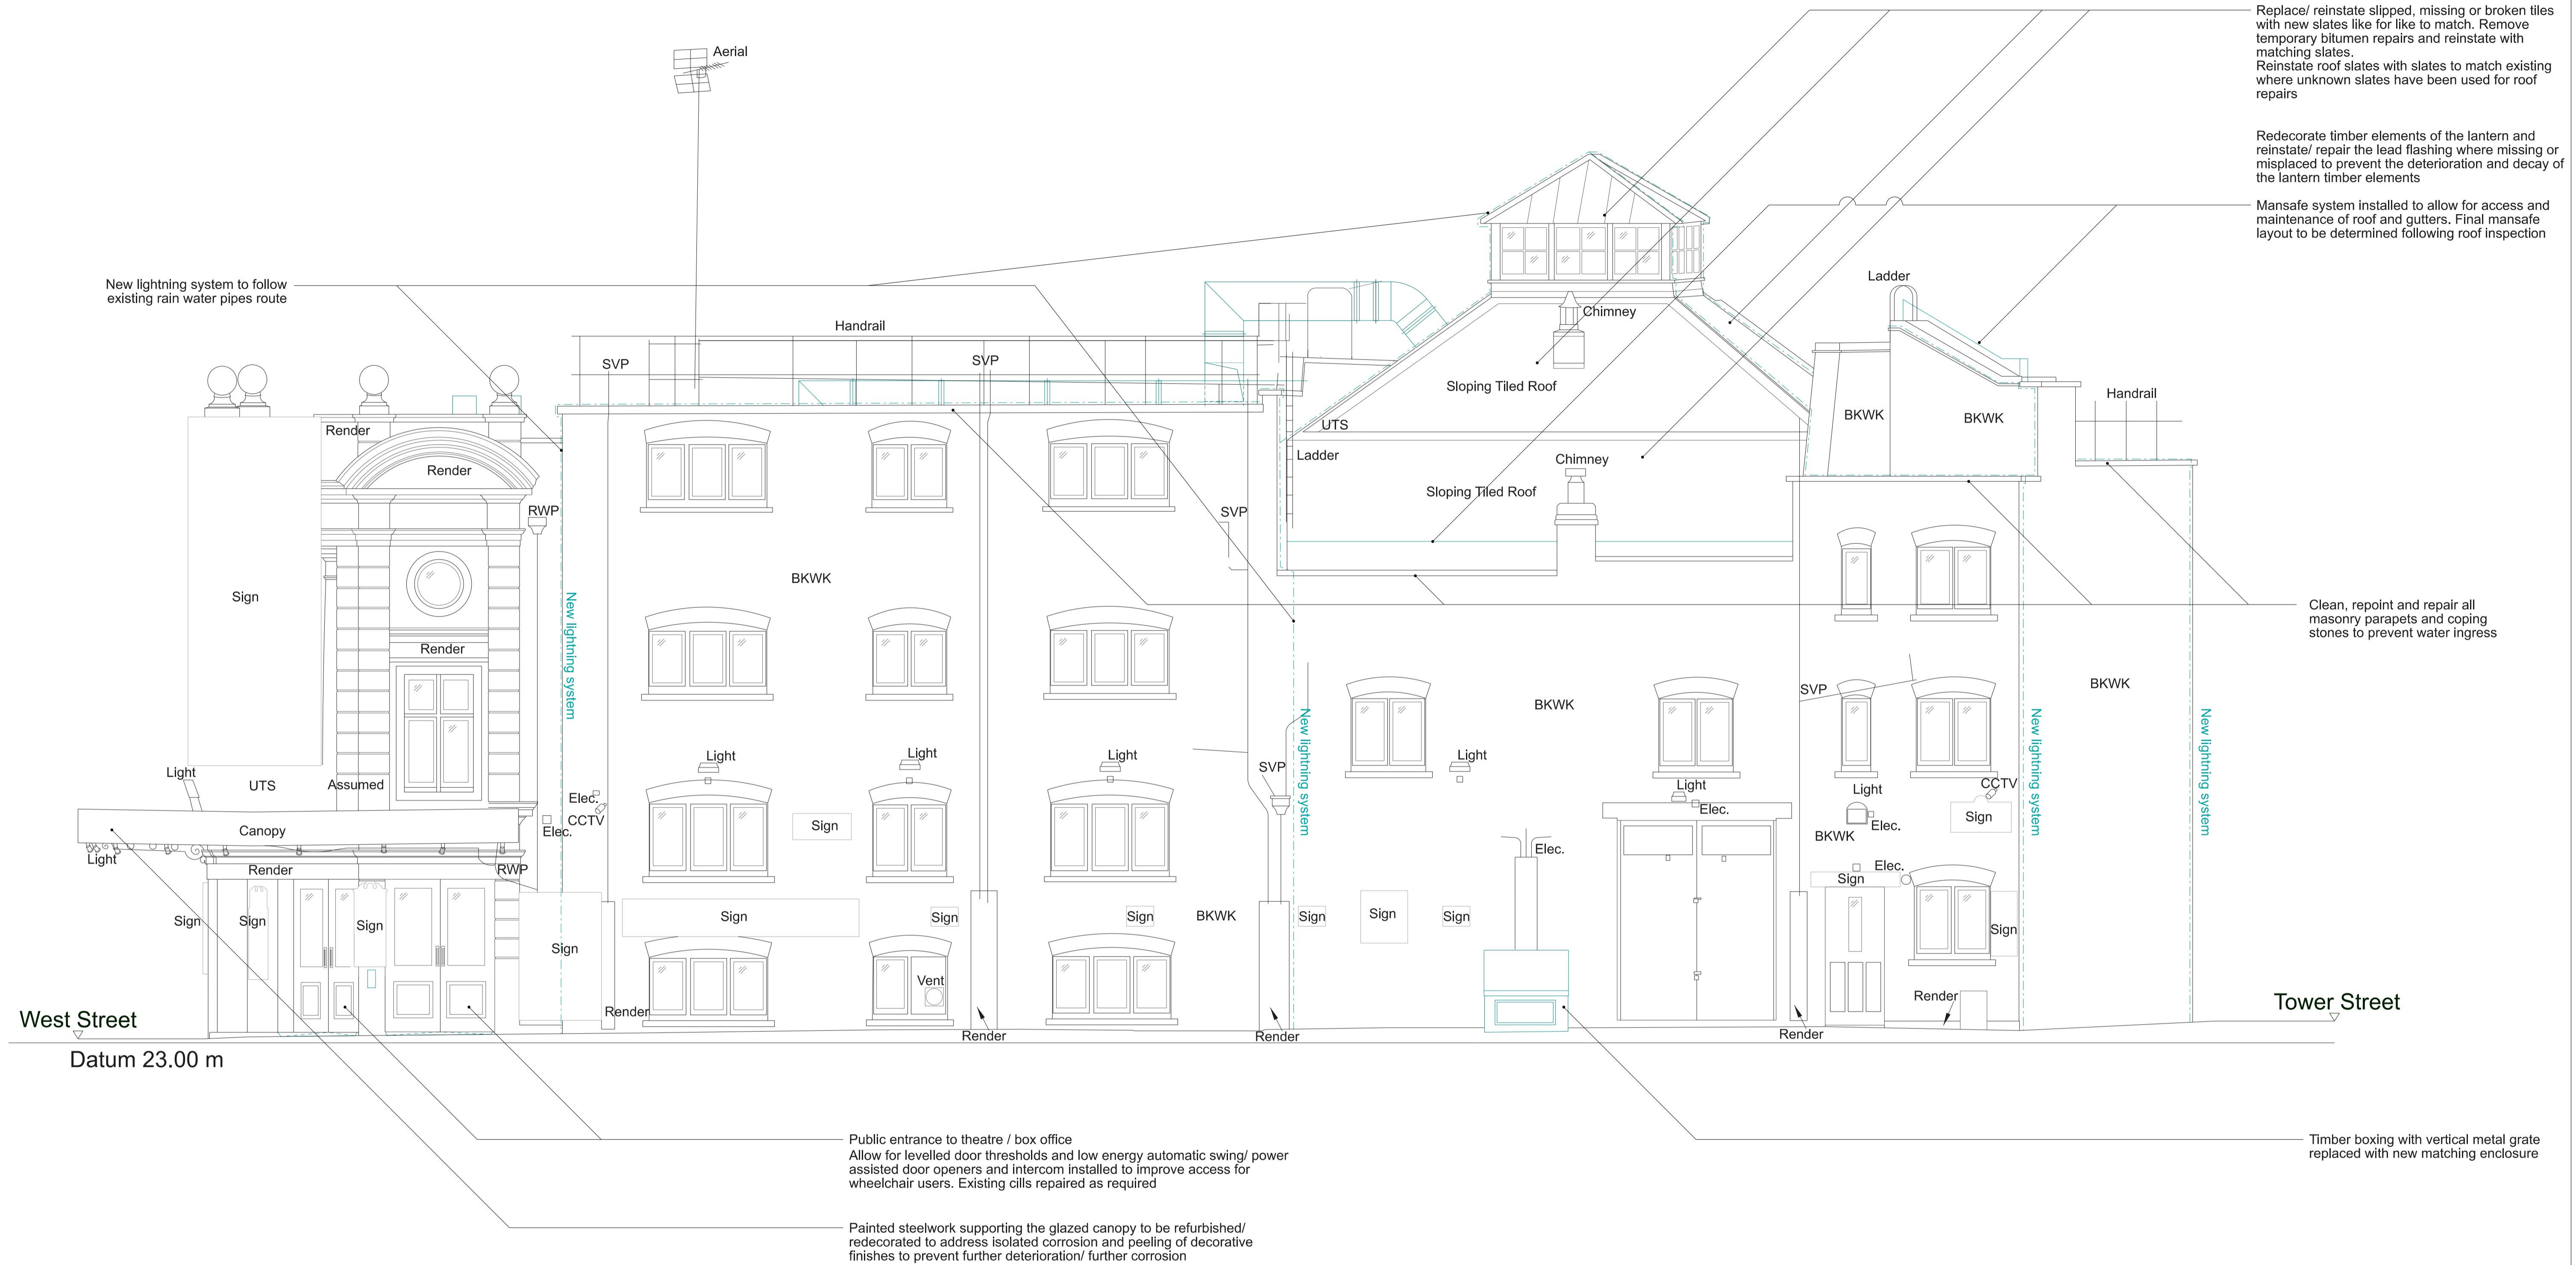 Replace/ reinstate slipped, missing or broken tiles
with new slates like for like to match. Remove
temporary bitumen repairs and reinstate with
matching slates.
Reinstate roof slates with slates to match existing
where unknown slates have been used for roof
repairs
Aerial
Redecorate timber elements of the lantern and
reinstate/ repair the lead flashing where missing or
misplaced to prevent the deterioration and decay of
the lantern timber elements
Mansafe system installed to allow for access and
maintenance of roof and gutters. Final mansafe
layout to be determined following roof inspection
New lightning system to follow
existing rain water pipes route
Ladder
Chimney
Handrail
SVP
SVP
Sloping Tiled Roof
Handrail
BKWK
BKWK
Render
UTS
Render
Ladder
Chimney
Sloping Tiled Roof
RWP
SVP
BKWK
Sign
New lightning system
Clean, repoint and repair all
masonry parapets and coping
stones to prevent water ingress
Render
BKWK
SVP
BKWK
New lightning system
New lightning system
New lightning system
Light
Light
Light
Light
Light
UTS
Assumed
SVP
Light
Light
CCTV
Elec.
CCTV
Elec.
Canopy
Sign
Elec.
Sign
Elec.
BKWK
Elec.
Light
Render
RWP
Elec.
Sign
Sign
Sign
Sign
Sign
Sign
Sign
BKWK
Sign
Sign
Sign
Sign
Sign
Vent
Render
Render
Render
Render
Render
West Street
Tower Street
Datum 23.00 m
Public entrance to theatre / box office
Allow for levelled door thresholds and low energy automatic swing/ power
assisted door openers and intercom installed to improve access for
wheelchair users. Existing cills repaired as required
Timber boxing with vertical metal grate
replaced with new matching enclosure
Painted steelwork supporting the glazed canopy to be refurbished/
redecorated to address isolated corrosion and peeling of decorative
finishes to prevent further deterioration/ further corrosion